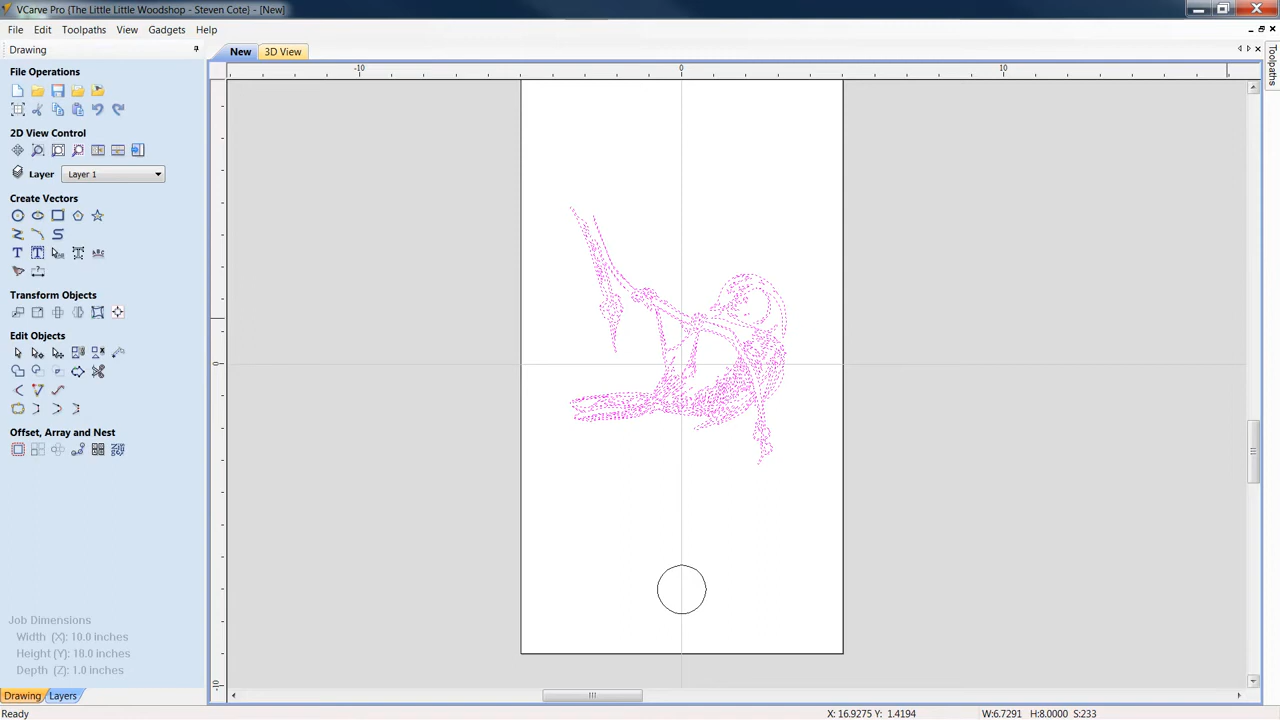 VCarve Pro (The Little Little Woodshop - Steven Cote) - [New]
File Edit Toolpaths View Gadgets Help
Drawing
New 3D View
Toolpaths
-10 0 10
File Operations
2D View Control
Layer Layer 1
Create Vectors
Transform Objects
0
Edit Objects
Offset, Array and Nest
Job Dimensions
Width (X): 10.0 inches
Height (Y): 18.0 inches
Depth (Z): 1.0 inches
-10
Drawing Layers
Ready X: 16.9275 Y: 1.4194 W:6.7291 H:8.0000 S:233